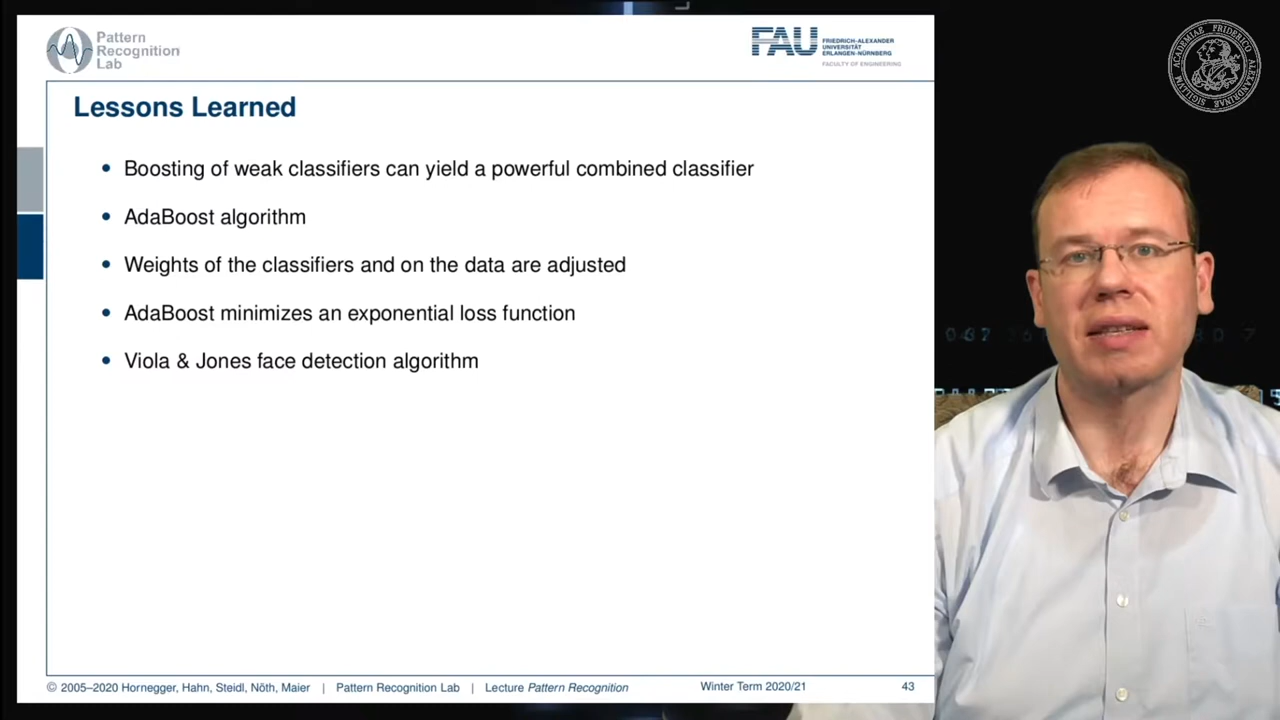 Pattern
Recognition
Lab
FAU
FRIEDRICH-ALEXANDER
UNIVERSITÄT
ERLANGEN-NÜRNBERG
FACULTY OF ENGINEERING
Lessons Learned
• Boosting of weak classifiers can yield a powerful combined classifier
• AdaBoost algorithm
• Weights of the classifiers and on the data are adjusted
• AdaBoost minimizes an exponential loss function
• Viola & Jones face detection algorithm
© 2005–2020 Hornegger, Hahn, Steidl, Nöth, Maier | Pattern Recognition Lab | Lecture Pattern Recognition Winter Term 2020/21 43